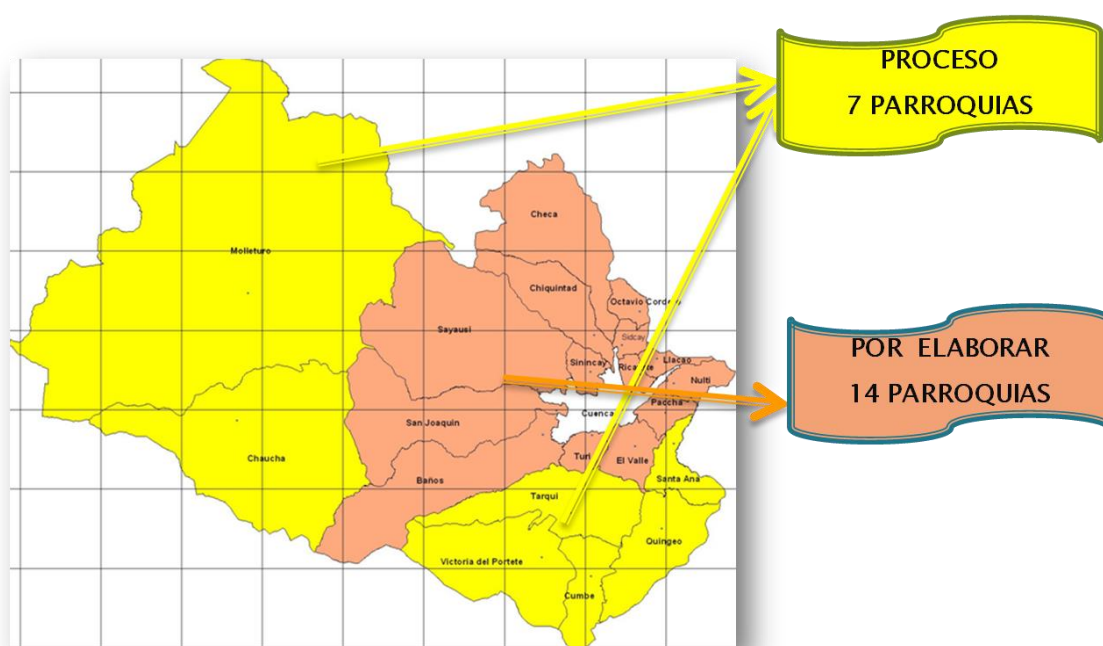 PROCESO
7 PARROQUIAS
Checa
Molleturo
Chiquintad
Octavio Cordero
Sayausi
Sidcay
Sinincay
Ricaurte
Llacao
Nulti
Paccha
Cuenca
San Joaquin
Chaucha
Turi
El Valle
Baños
Santa Ana
Tarqui
Quingeo
Victoria del Portete
Cumbe
POR ELABORAR
14 PARROQUIAS